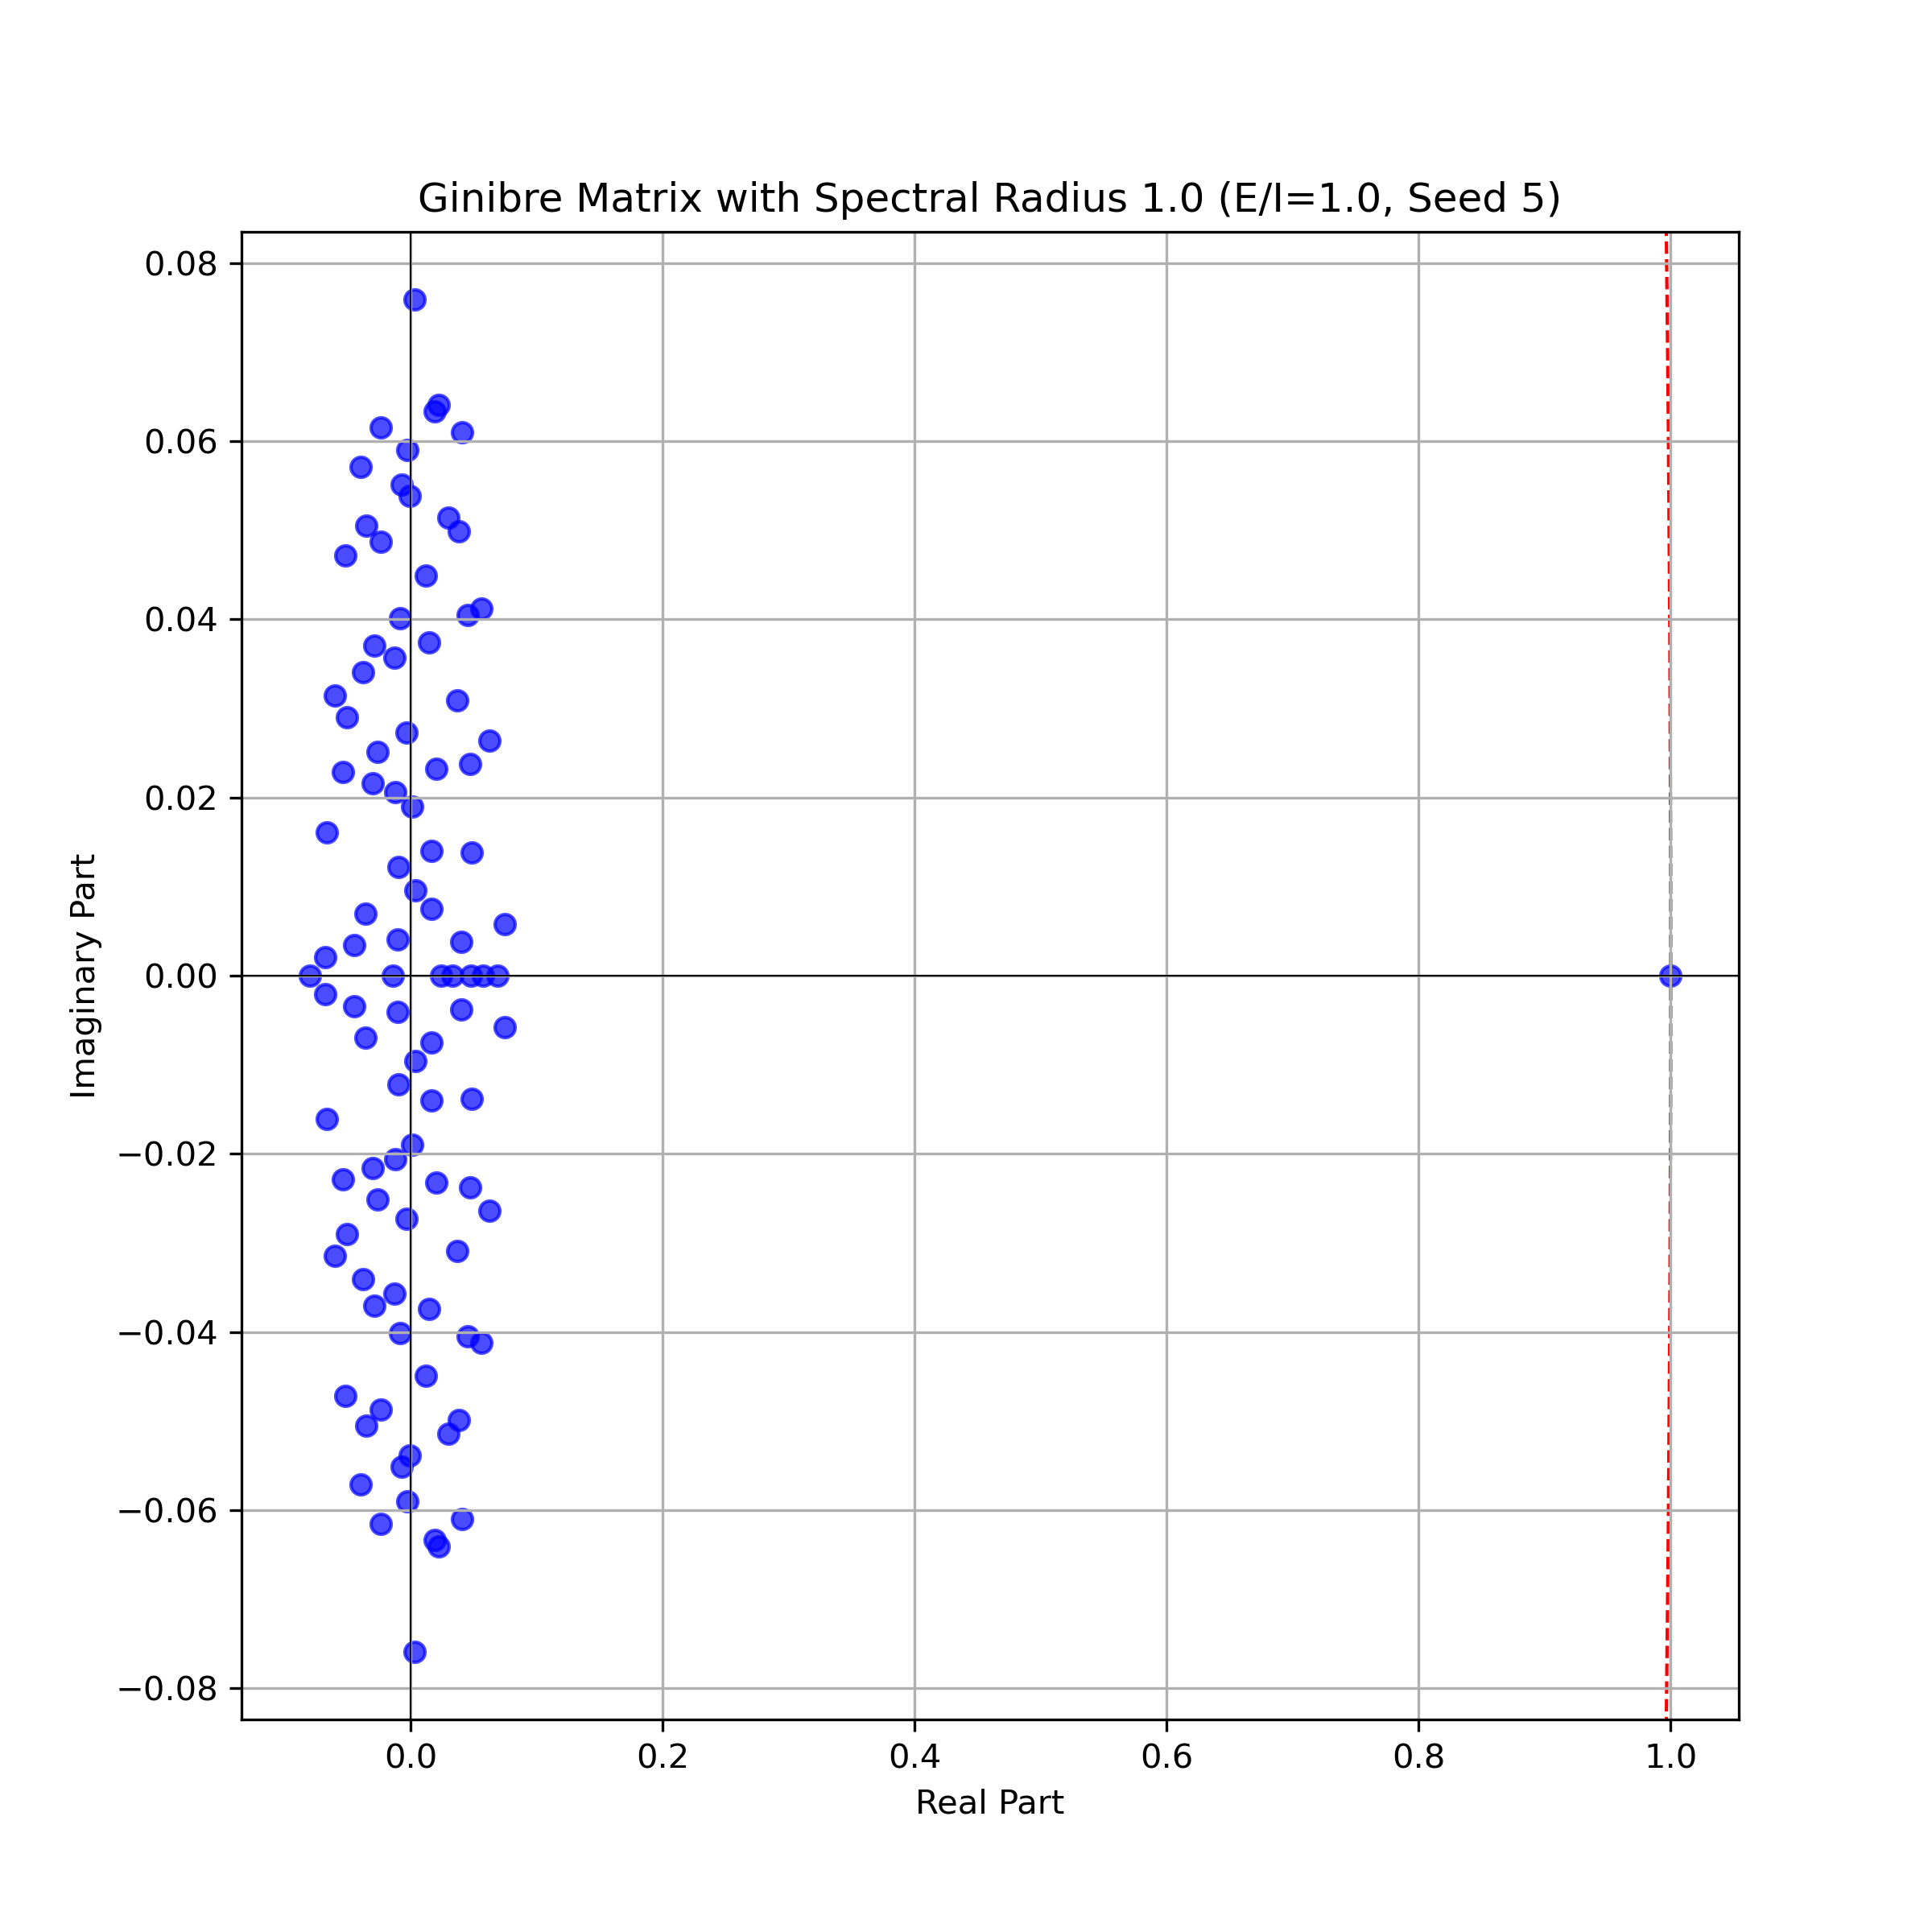 Ginibre Matrix with Spectral Radius 1.0 (E/I=1.0, Seed 5)
0.08
0.06
0.04
0.02
0.00
−0.02
−0.04
−0.06
−0.08
Imaginary Part
0.0 0.2 0.4 0.6 0.8 1.0
Real Part